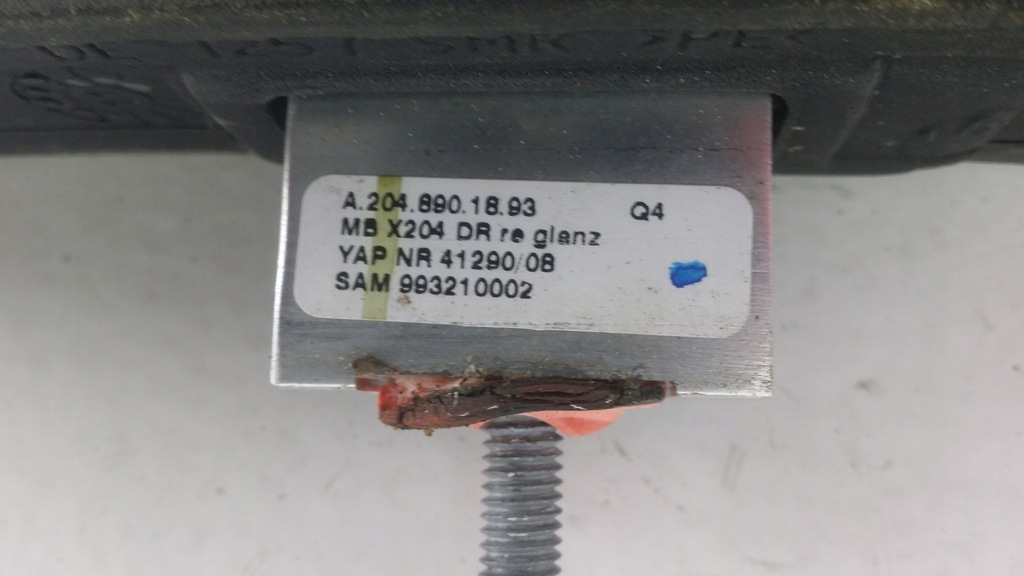 A.204.890.18.93 Q4
MB X204 DR re glanz
YAP NR 41290/08
SAM 993210002